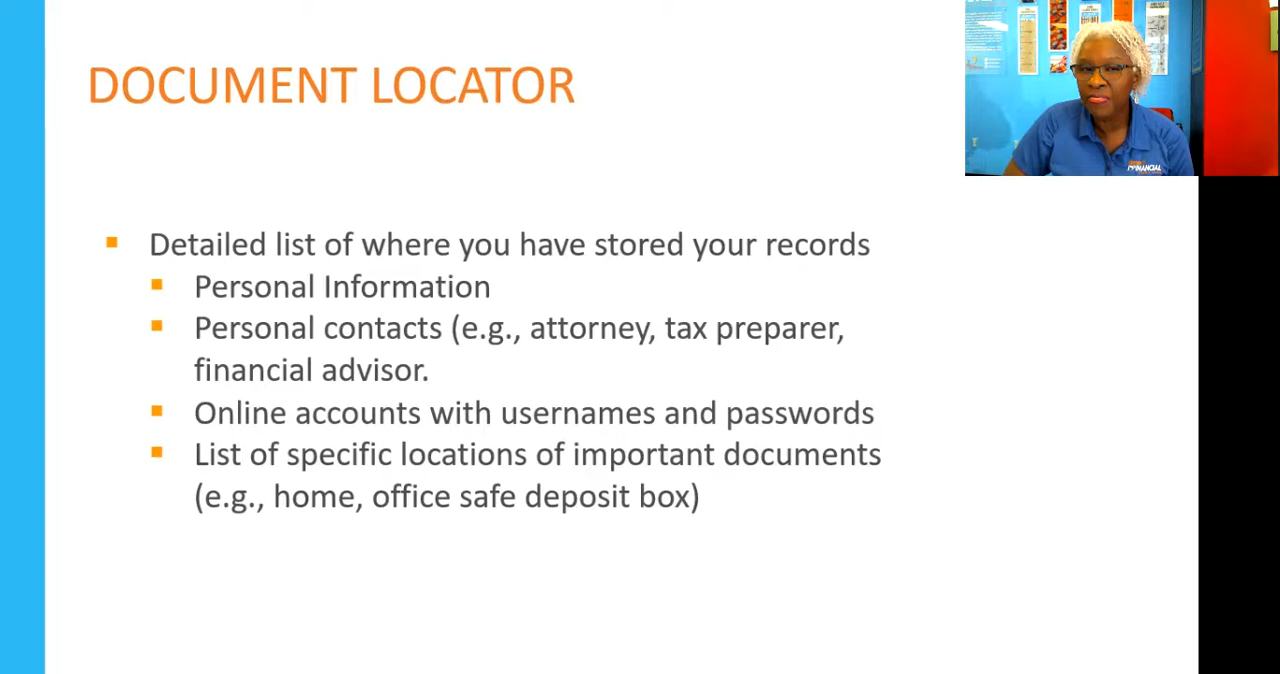 DOCUMENT LOCATOR
Detailed list of where you have stored your records
Personal Information
Personal contacts (e.g., attorney, tax preparer,
financial advisor.
Online accounts with usernames and passwords
List of specific locations of important documents
(e.g., home, office safe deposit box)
FINANCIAL